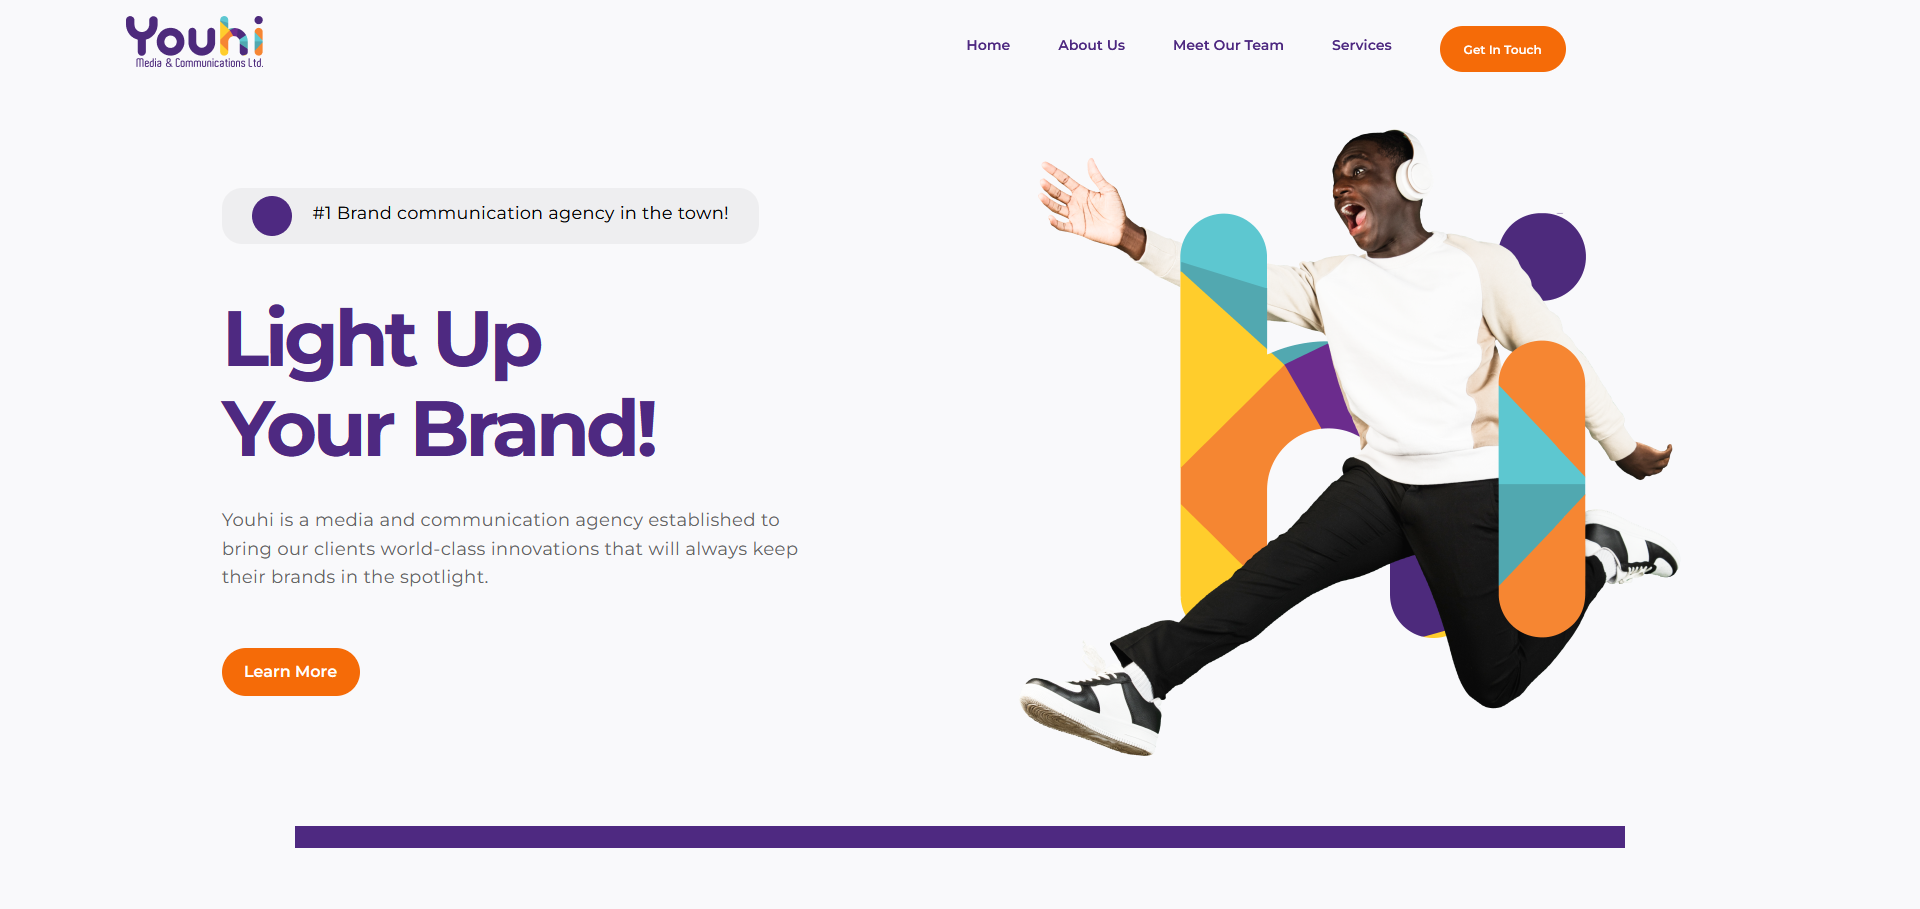 Youhi
Media & Communications Ltd.
Home
About Us
Meet Our Team
Services
Get In Touch
#1 Brand communication agency in the town!
Light Up
Your Brand!
Youhi is a media and communication agency established to
bring our clients world-class innovations that will always keep
their brands in the spotlight.
Learn More
hi